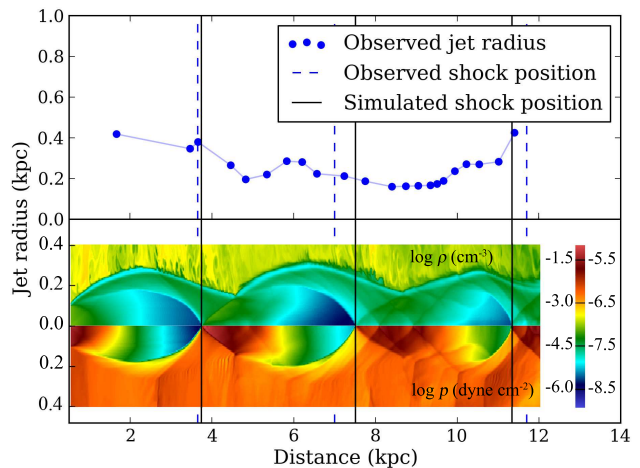 1.0
0.8
0.6
0.4
0.2
0.0
Observed jet radius
Observed shock position
Simulated shock position
Jet radius (kpc)
0.4
0.2
0.0
0.2
0.4
log ρ (cm-3)
log p (dyne cm-2)
-1.5 -5.5
-3.0 -6.5
-4.5 -7.5
-6.0 -8.5
2 4 6 8 10 12 14
Distance (kpc)